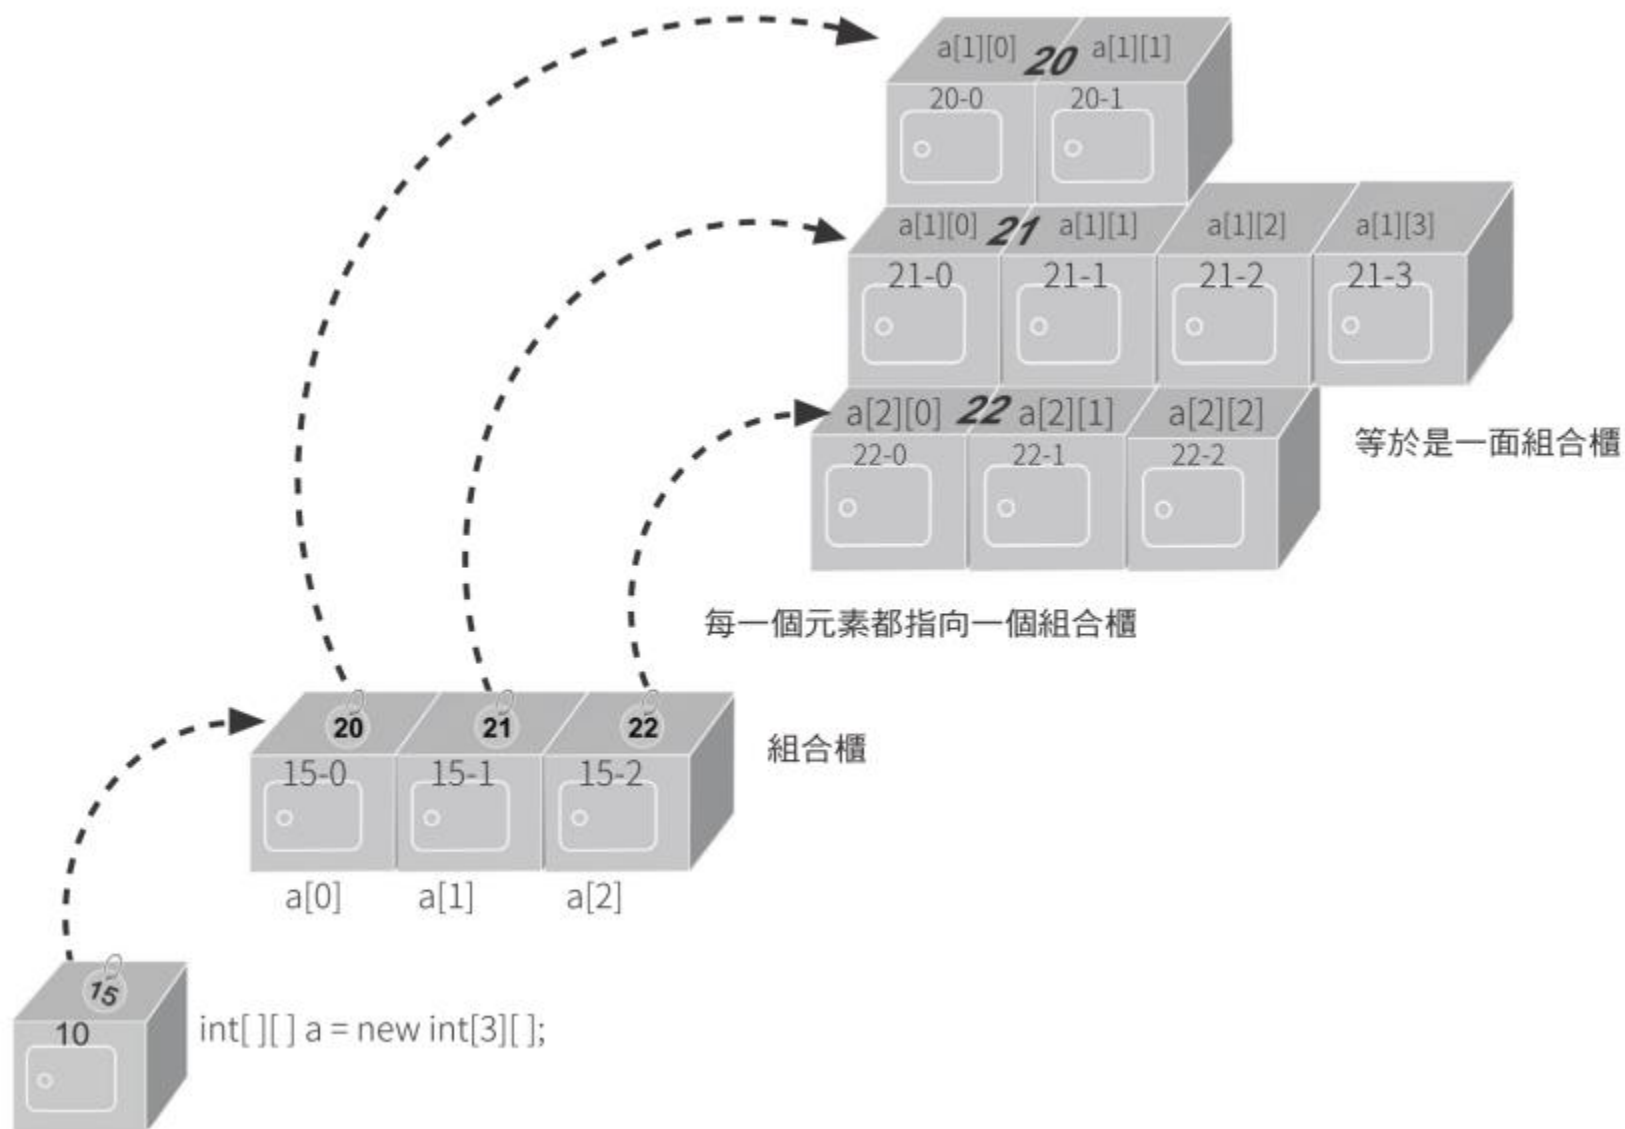 a[1][0] 20 a[1][1]
20-0 20-1
a[1][0] 21 a[1][1] a[1][2] a[1][3]
21-0 21-1 21-2 21-3
a[2][0] 22 a[2][1] a[2][2]
22-0 22-1 22-2
等於是一面組合櫃
每一個元素都指向一個組合櫃
20 21 22
15-0 15-1 15-2
組合櫃
a[0] a[1] a[2]
15
10
int[ ][ ] a = new int[3][ ];